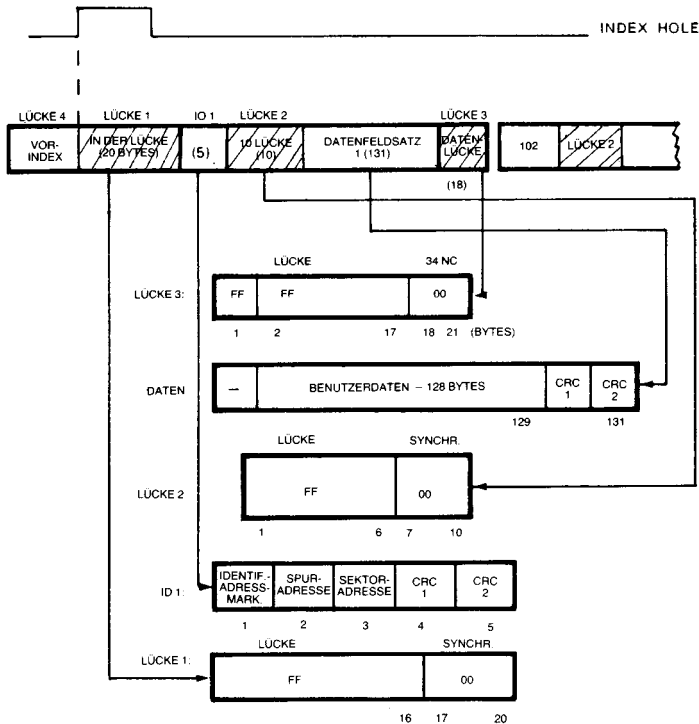 INDEX HOLE
LÜCKE 4 LÜCKE 1 IO 1 LÜCKE 2 LÜCKE 3
VOR-
INDEX
IN DER LÜCKE
(20 BYTES)
(5)
10 LÜCKE
(10)
DATENFELDSATZ
1 (131)
DATEN-
LÜCKE
(18)
102
LÜCKE 2
LÜCKE 34 NC
LÜCKE 3:
FF FF 00
1 2 17 18 21 (BYTES)
DATEN
— BENUTZERDATEN – 128 BYTES
CRC
1
CRC
2
129 131
LÜCKE SYNCHR.
LÜCKE 2
FF 00
1 6 7 10
ID 1:
IDENTIF.-
ADRESS-
MARK.
SPUR-
ADRESSE
SEKTOR-
ADRESSE
CRC
1
CRC
2
1 2 3 4 5
LÜCKE SYNCHR.
LÜCKE 1:
FF 00
16 17 20